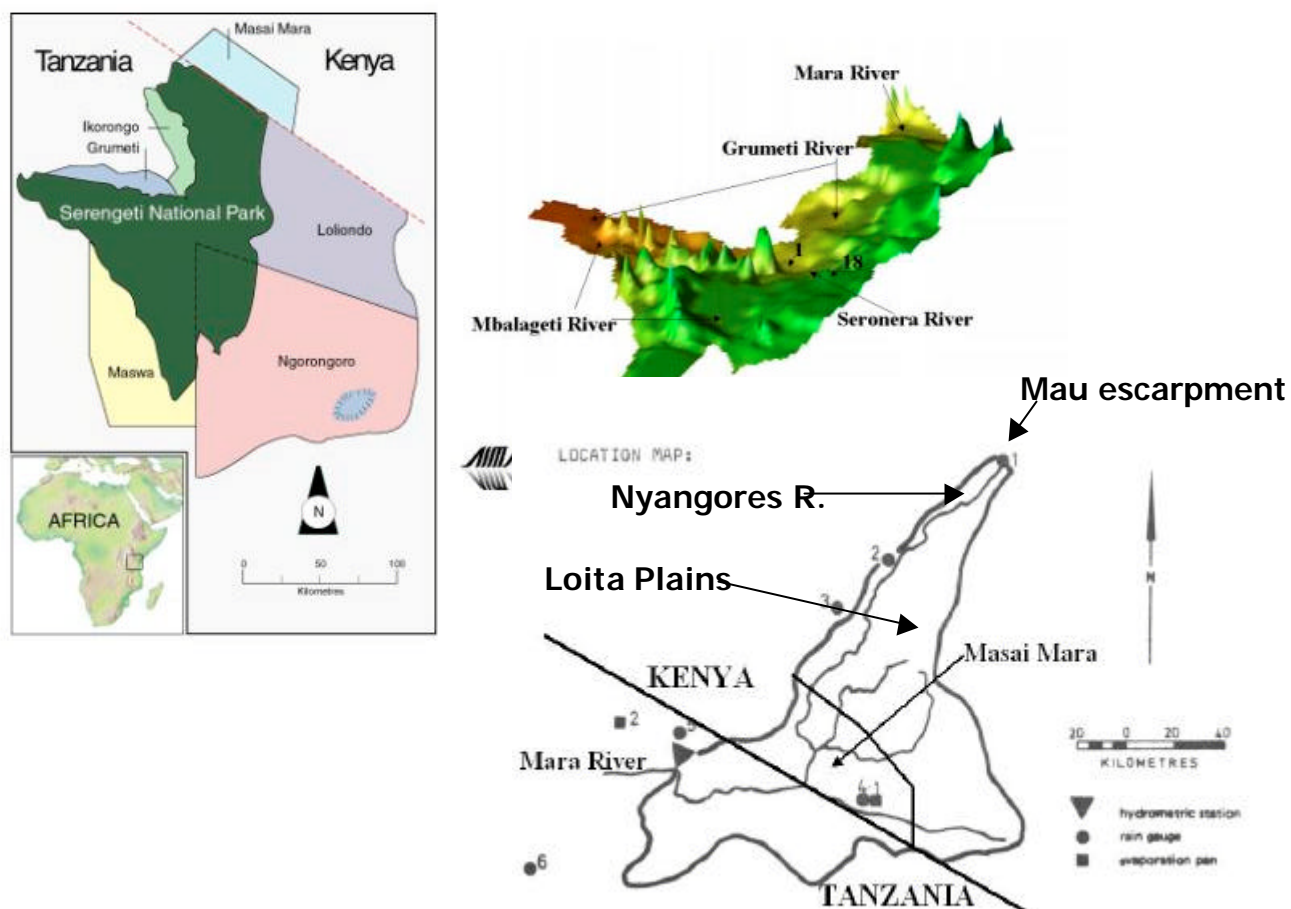 Masai Mara
Tanzania
Kenya
Ikorongo
Grumeti
Serengeti National Park
Loliondo
Maswa
Ngorongoro
N
0 50 100
Kilometres
AFRICA
Mara River
Grumeti River
1
18
Mbalageti River
Seronera River
Mau escarpment
LOCATION MAP:
1
Nyangores R.
2
Loita Plains
3
N
Masai Mara
KENYA
2
5
Mara River
4 1
20 0 20 40
KILOMETRES
hydrometric station
rain gauge
evaporation pan
6
TANZANIA